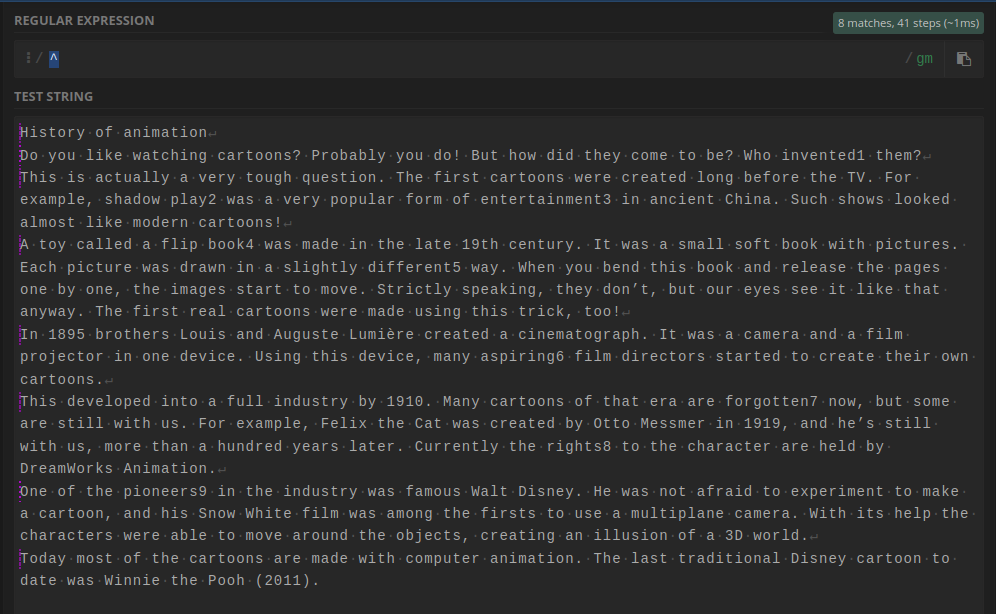 REGULAR EXPRESSION
8 matches, 41 steps (~1ms)
/ ^ / gm
TEST STRING
History of animation
Do you like watching cartoons? Probably you do! But how did they come to be? Who invented1 them?
This is actually a very tough question. The first cartoons were created long before the TV. For
example, shadow play2 was a very popular form of entertainment3 in ancient China. Such shows looked
almost like modern cartoons!
A toy called a flip book4 was made in the late 19th century. It was a small soft book with pictures.
Each picture was drawn in a slightly different5 way. When you bend this book and release the pages
one by one, the images start to move. Strictly speaking, they don’t, but our eyes see it like that
anyway. The first real cartoons were made using this trick, too!
In 1895 brothers Louis and Auguste Lumière created a cinematograph. It was a camera and a film
projector in one device. Using this device, many aspiring6 film directors started to create their own
cartoons.
This developed into a full industry by 1910. Many cartoons of that era are forgotten7 now, but some
are still with us. For example, Felix the Cat was created by Otto Messmer in 1919, and he’s still
with us, more than a hundred years later. Currently the rights8 to the character are held by
DreamWorks Animation.
One of the pioneers9 in the industry was famous Walt Disney. He was not afraid to experiment to make
a cartoon, and his Snow White film was among the firsts to use a multiplane camera. With its help the
characters were able to move around the objects, creating an illusion of a 3D world.
Today most of the cartoons are made with computer animation. The last traditional Disney cartoon to
date was Winnie the Pooh (2011).